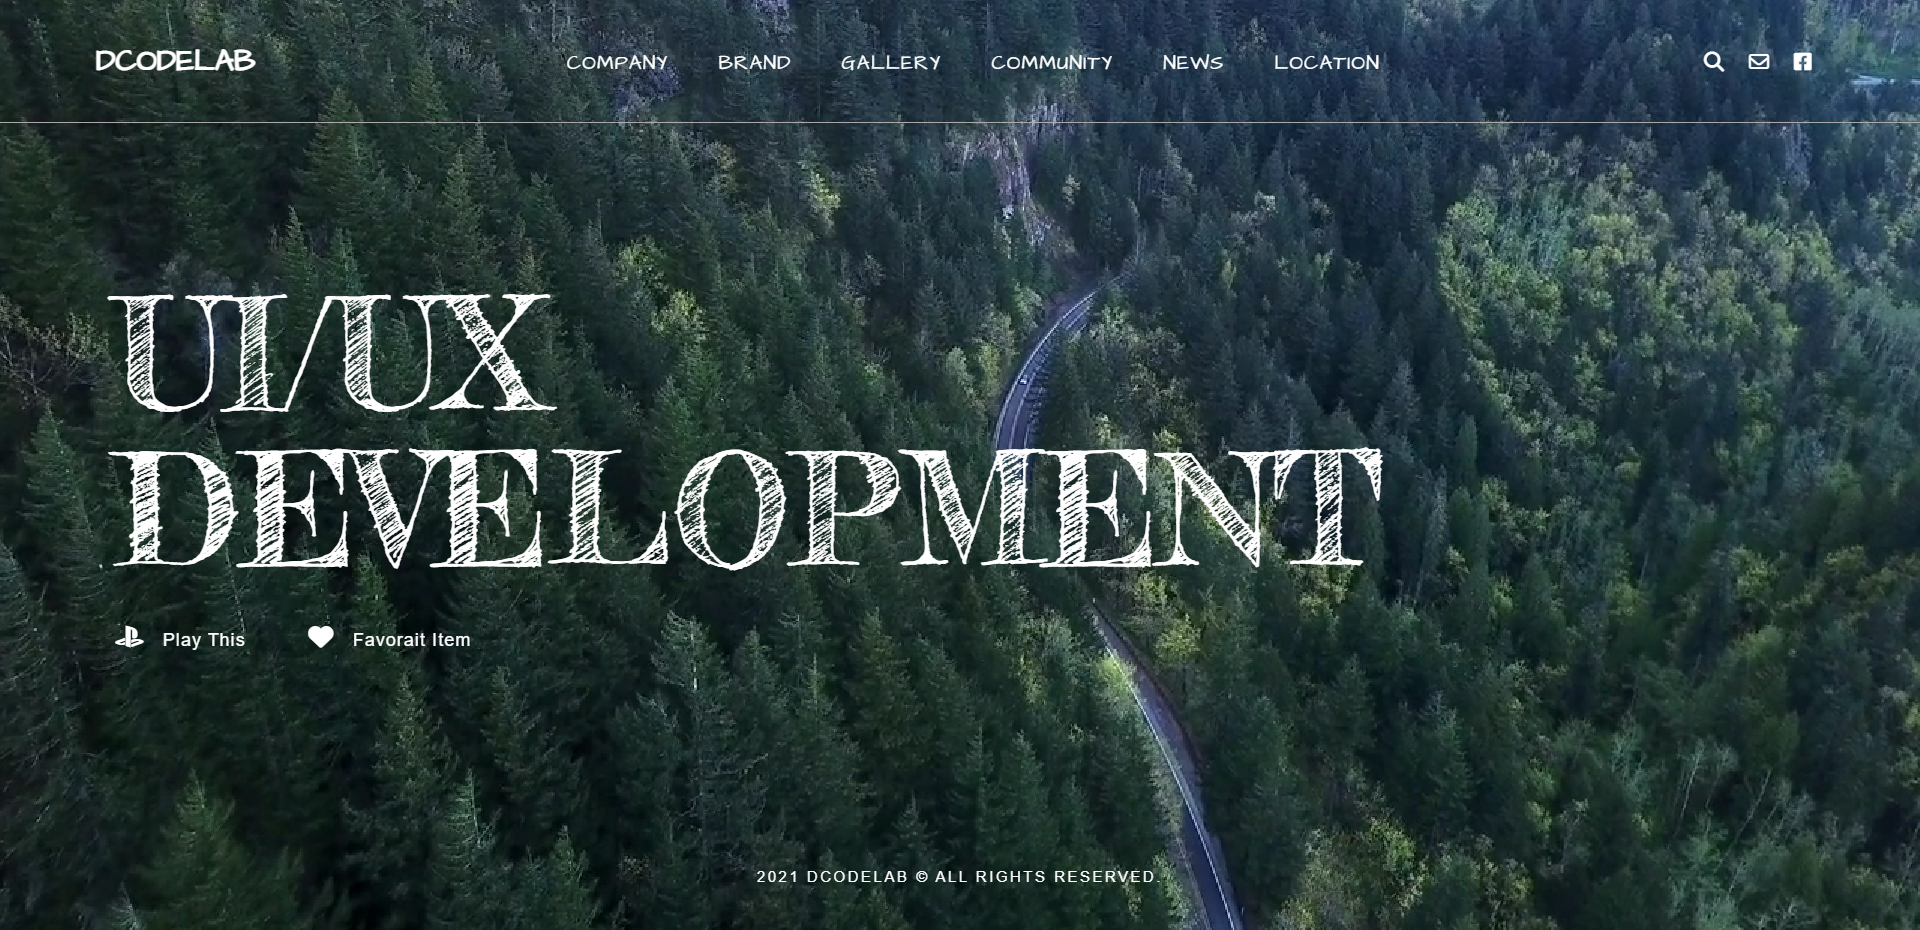 DCODELAB
COMPANY BRAND GALLERY COMMUNITY NEWS LOCATION
UI/UX
DEVELOPMENT
Play This Favorait Item
2021 DCODELAB © ALL RIGHTS RESERVED.